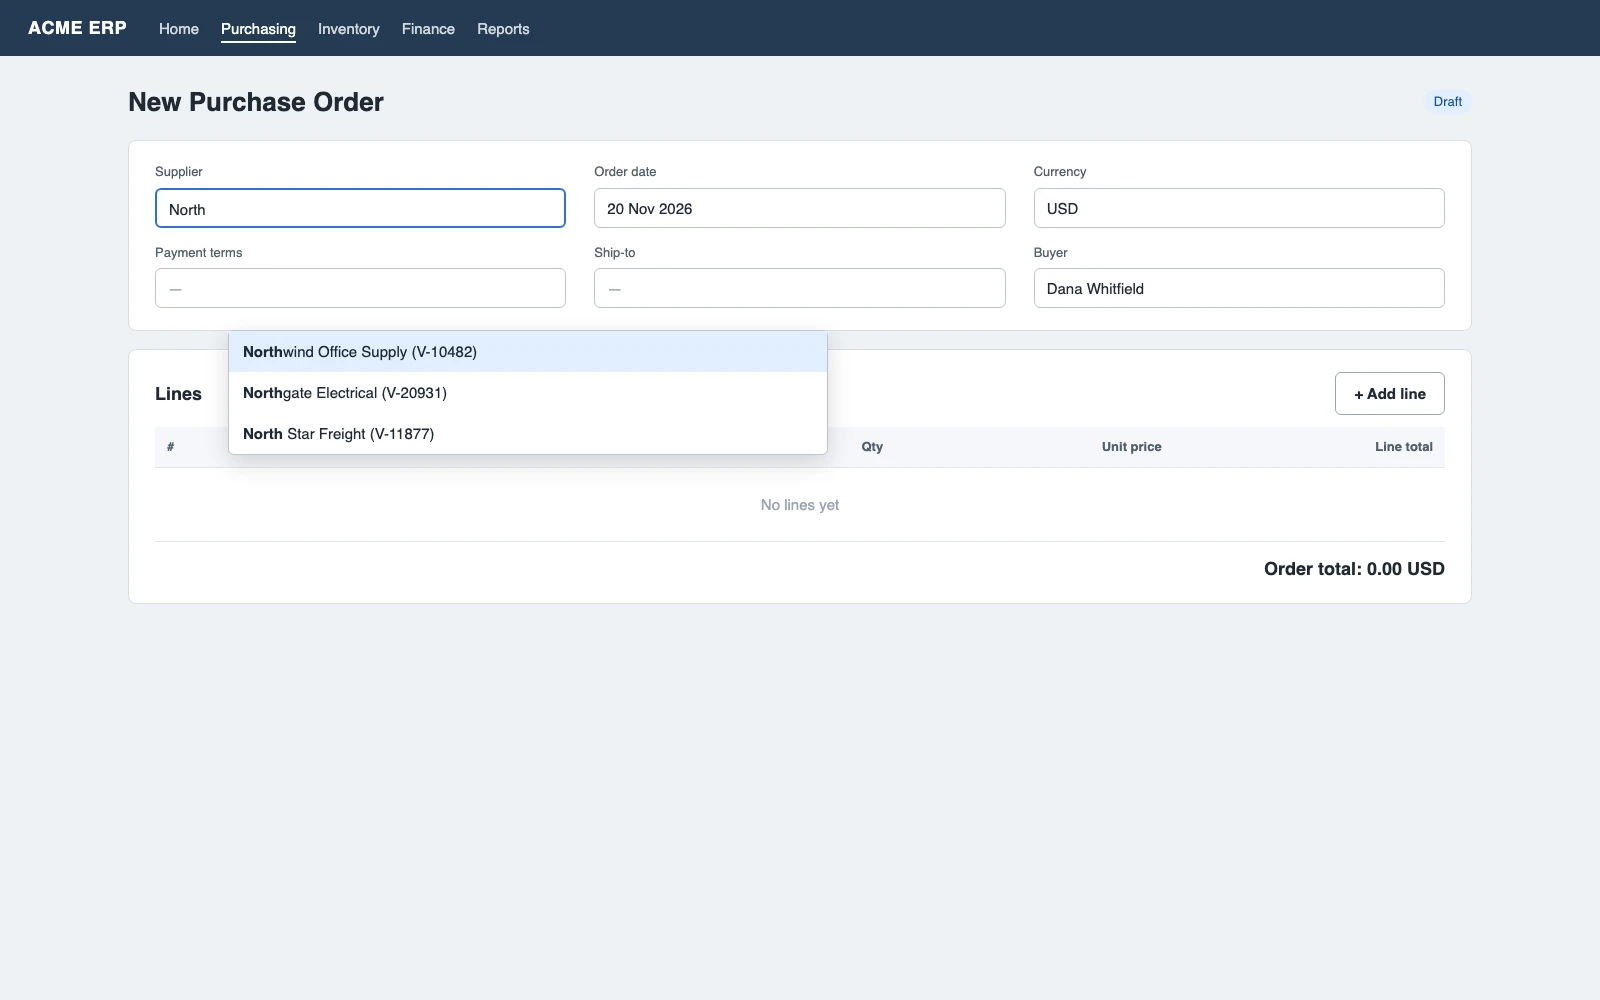 ACME ERP Home Purchasing Inventory Finance Reports
New Purchase Order Draft
Supplier Order date Currency
North 20 Nov 2026 USD
Payment terms Ship-to Buyer
— — Dana Whitfield
Northwind Office Supply (V-10482)
Northgate Electrical (V-20931)
North Star Freight (V-11877)
Lines + Add line
# Qty Unit price Line total
No lines yet
Order total: 0.00 USD